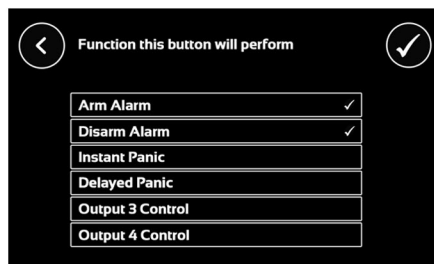 Function this button will perform
Arm Alarm ✓
Disarm Alarm ✓
Instant Panic
Delayed Panic
Output 3 Control
Output 4 Control